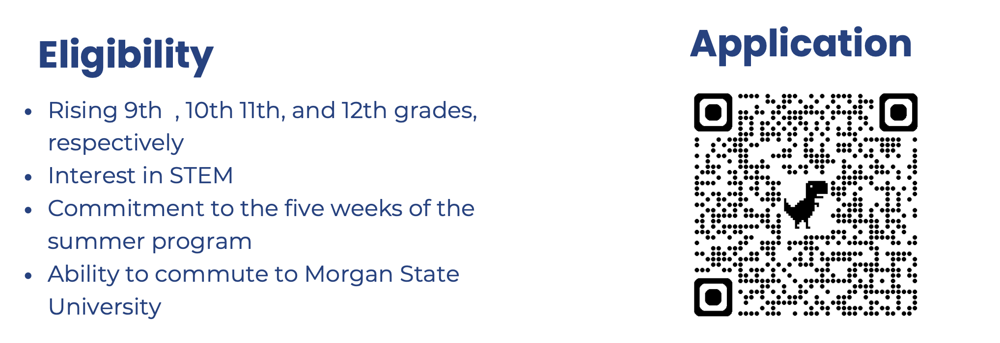 Eligibility
Rising 9th , 10th 11th, and 12th grades,
respectively
Interest in STEM
Commitment to the five weeks of the
summer program
Ability to commute to Morgan State
University
Application